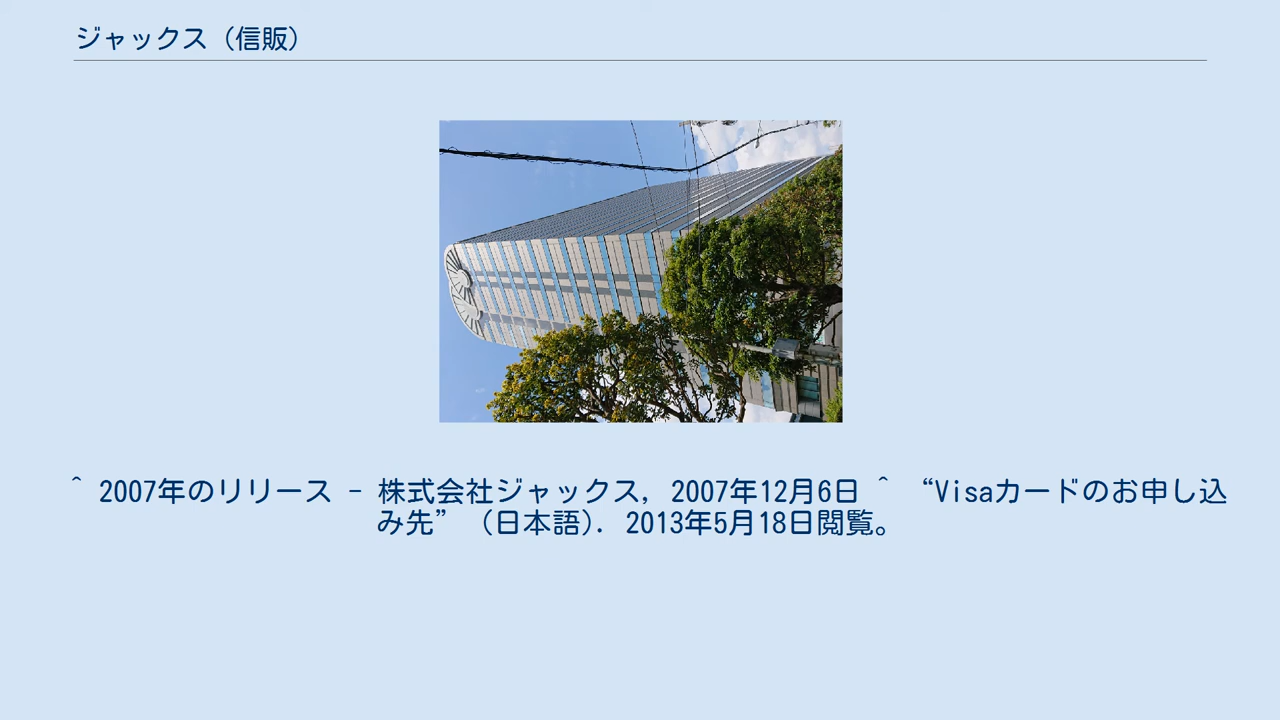 ジャックス（信販）
^ 2007年のリリース - 株式会社ジャックス, 2007年12月6日 ^ “Visaカードのお申し込
み先” (日本語). 2013年5月18日閲覧。